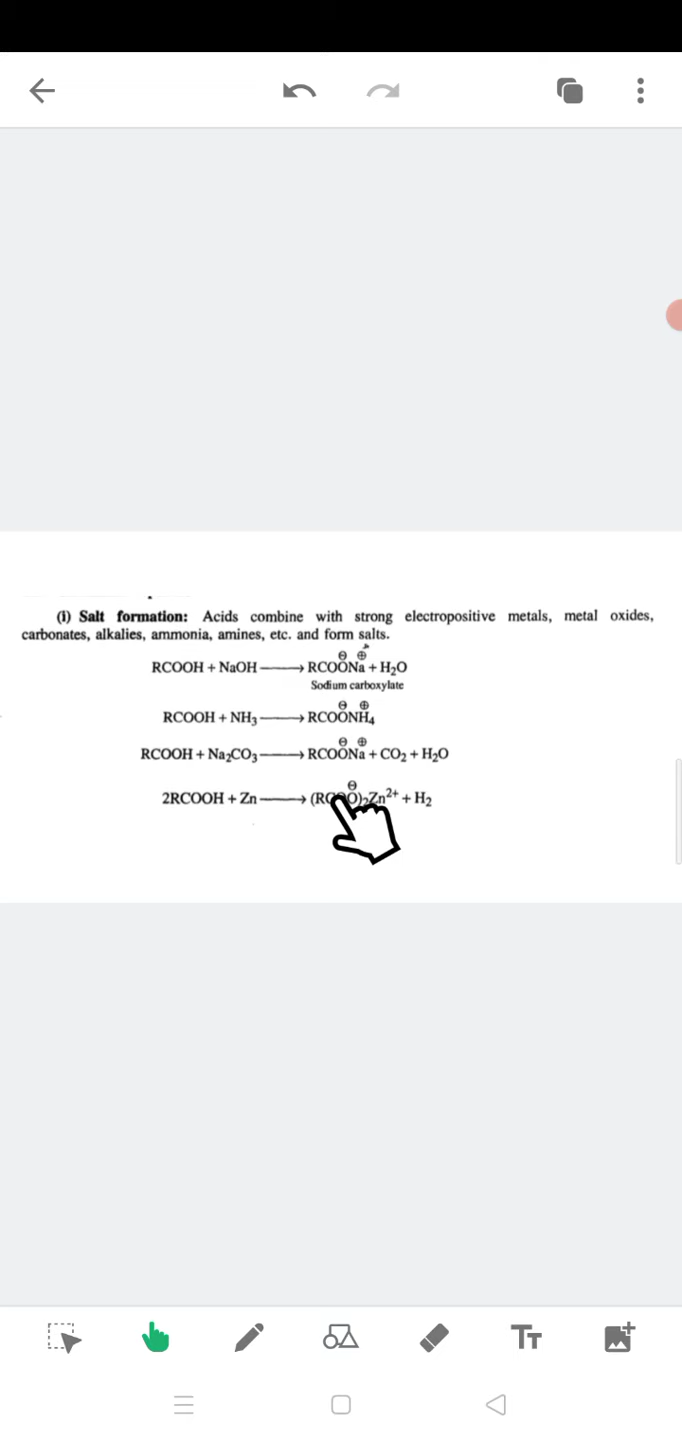 (i) Salt formation: Acids combine with strong electropositive metals, metal oxides,
carbonates, alkalies, ammonia, amines, etc. and form salts.
⊖ ⊕
RCOOH + NaOH ⟶ RCOONa + H₂O
Sodium carboxylate
⊖ ⊕
RCOOH + NH₃ ⟶ RCOONH₄
⊖ ⊕
RCOOH + Na₂CO₃ ⟶ RCOONa + CO₂ + H₂O
⊖
2RCOOH + Zn ⟶ Zn²⁺ + H₂
TT